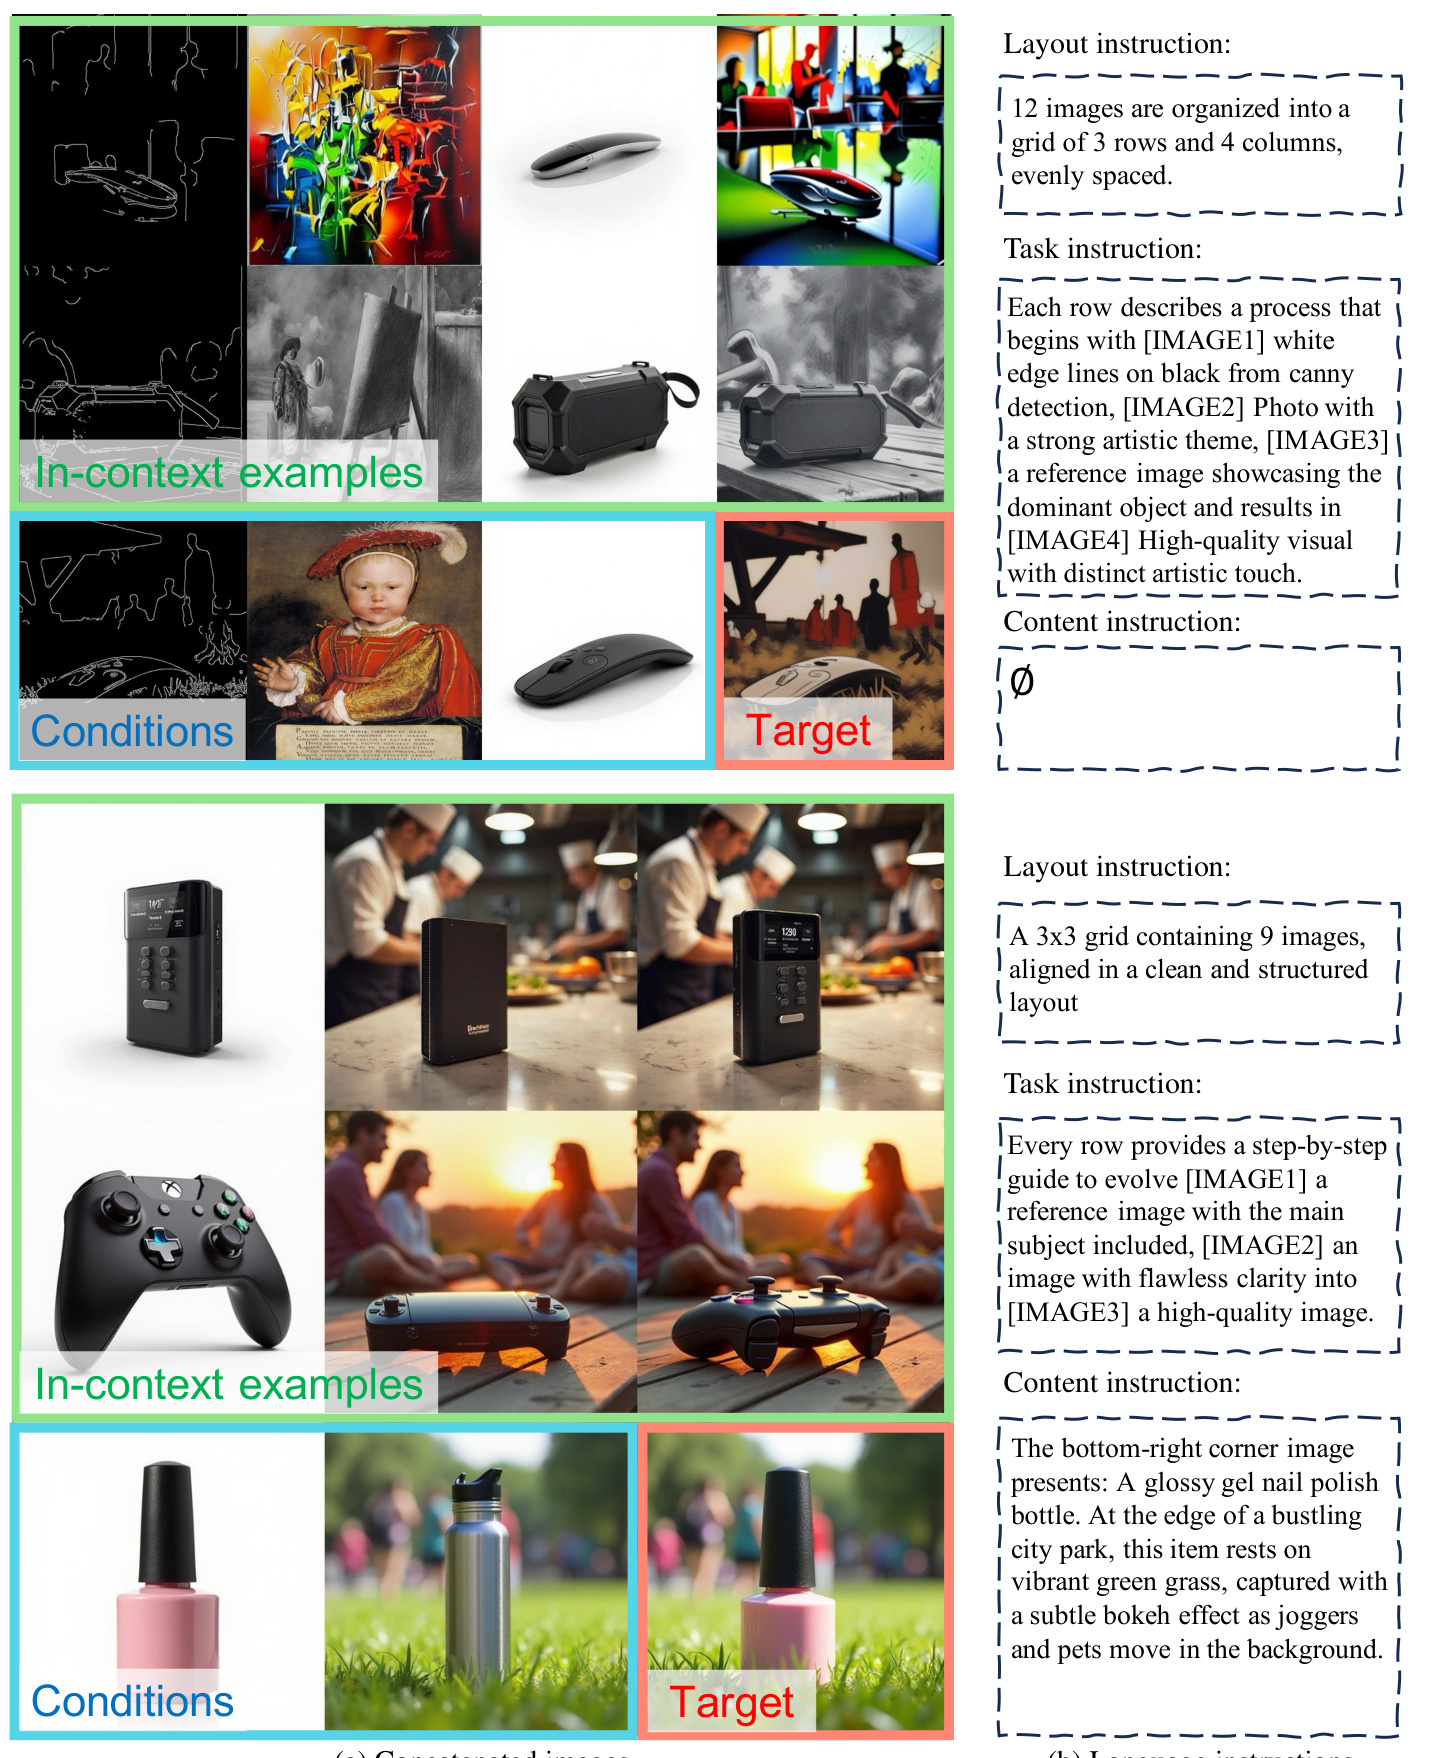 Layout instruction:
12 images are organized into a
grid of 3 rows and 4 columns,
evenly spaced.
Task instruction:
Each row describes a process that
begins with [IMAGE1] white
edge lines on black from canny
detection, [IMAGE2] Photo with
a strong artistic theme, [IMAGE3]
a reference image showcasing the
dominant object and results in
[IMAGE4] High-quality visual
with distinct artistic touch.
Content instruction:
∅
In-context examples
Conditions
Target
Layout instruction:
A 3x3 grid containing 9 images,
aligned in a clean and structured
layout
Task instruction:
Every row provides a step-by-step
guide to evolve [IMAGE1] a
reference image with the main
subject included, [IMAGE2] an
image with flawless clarity into
[IMAGE3] a high-quality image.
Content instruction:
The bottom-right corner image
presents: A glossy gel nail polish
bottle. At the edge of a bustling
city park, this item rests on
vibrant green grass, captured with
a subtle bokeh effect as joggers
and pets move in the background.
In-context examples
Conditions
Target
(a) Concatenated images
(b) Language instructions